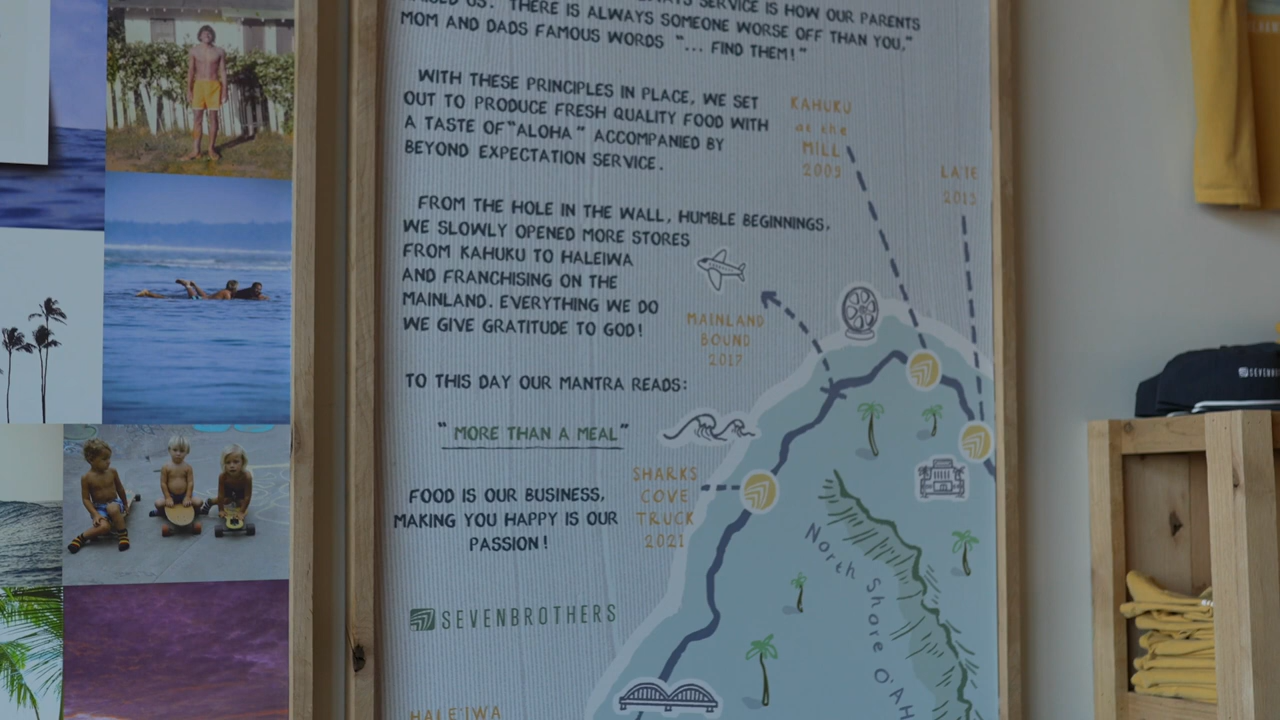 SERVICE IS HOW OUR PARENTS
US. "THERE IS ALWAYS SOMEONE WORSE OFF THAN YOU,"
MOM AND DADS FAMOUS WORDS "... FIND THEM!"
WITH THESE PRINCIPLES IN PLACE, WE SET
OUT TO PRODUCE FRESH QUALITY FOOD WITH
A TASTE OF "ALOHA" ACCOMPANIED BY
BEYOND EXPECTATION SERVICE.
FROM THE HOLE IN THE WALL, HUMBLE BEGINNINGS,
WE SLOWLY OPENED MORE STORES
FROM KAHUKU TO HALEIWA
AND FRANCHISING ON THE
MAINLAND. EVERYTHING WE DO
WE GIVE GRATITUDE TO GOD!
TO THIS DAY OUR MANTRA READS:
"MORE THAN A MEAL"
FOOD IS OUR BUSINESS,
MAKING YOU HAPPY IS OUR
PASSION!
SEVENBROTHERS
HALE'IWA
KAHUKU
at the
MILL
2009
LAIE
2013
MAINLAND
BOUND
2017
SHARKS
COVE
TRUCK
2021
North Shore O'AH
SEVENBRO